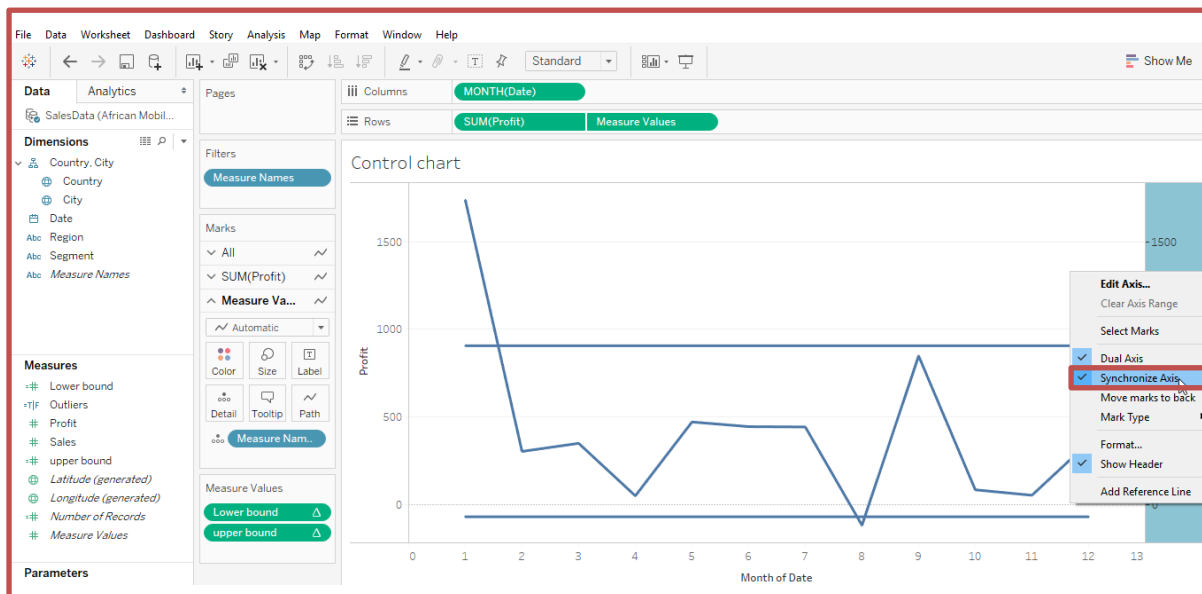 File Data Worksheet Dashboard Story Analysis Map Format Window Help
Standard
Show Me
Data Analytics
SalesData (African Mobil...
Dimensions
Country, City
Country
City
Date
Abc Region
Abc Segment
Abc Measure Names
Measures
=# Lower bound
=T|F Outliers
# Profit
# Sales
=# upper bound
Latitude (generated)
Longitude (generated)
=# Number of Records
# Measure Values
Parameters
Pages
Filters
Measure Names
Marks
All
SUM(Profit)
Measure Va...
Automatic
Color Size Label
Detail Tooltip Path
Measure Nam..
Measure Values
Lower bound Δ
upper bound Δ
iii Columns MONTH(Date)
Rows SUM(Profit) Measure Values
Control chart
1500
1000
500
0
Profit
0 1 2 3 4 5 6 7 8 9 10 11 12 13
Month of Date
1500
0
Edit Axis...
Clear Axis Range
Select Marks
Dual Axis
Synchronize Axis
Move marks to back
Mark Type
Format...
Show Header
Add Reference Line